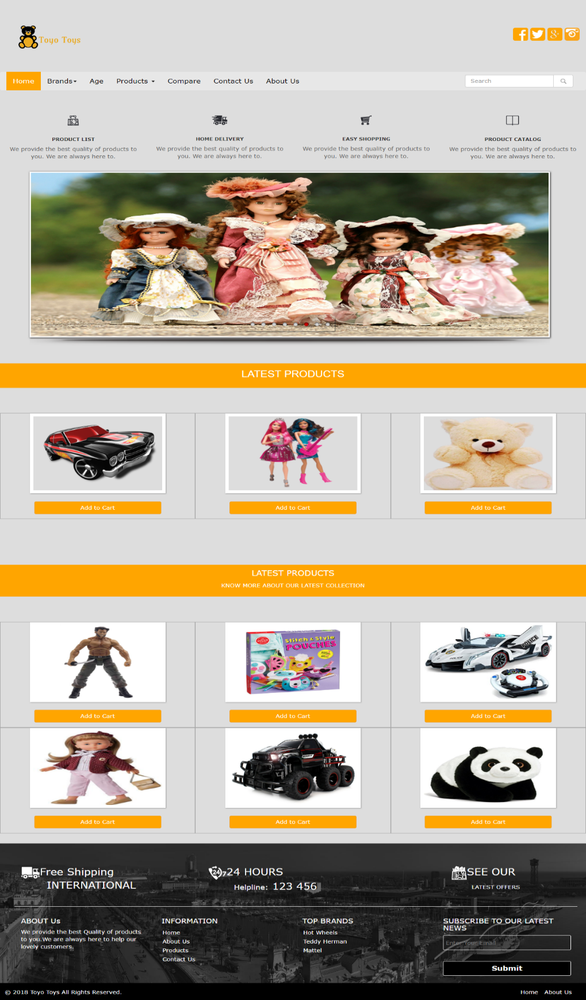 Toyo Toys
Home Brands Age Products Compare Contact Us About Us Search
PRODUCT LIST
We provide the best quality of products to
you. We are always here to.
HOME DELIVERY
We provide the best quality of products to
you. We are always here to.
EASY SHOPPING
We provide the best quality of products to
you. We are always here to.
PRODUCT CATALOG
We provide the best quality of products to
you. We are always here to.
LATEST PRODUCTS
Add to Cart Add to Cart Add to Cart
LATEST PRODUCTS
KNOW MORE ABOUT OUR LATEST COLLECTION
Stitch & Style
POUCHES
POLICE
POLICE
Add to Cart Add to Cart Add to Cart
Add to Cart Add to Cart Add to Cart
Free Shipping
INTERNATIONAL
24/7
24 HOURS
Helpline: 123 456
SEE OUR
LATEST OFFERS
ABOUT Us
We provide the best Quality of products
to you.We are always here to help our
lovely customers.
INFORMATION
Home
About Us
Products
Contact Us
TOP BRANDS
Hot Wheels
Teddy Herman
Mattel
SUBSCRIBE TO OUR LATEST
NEWS
Enter Your Email
Submit
© 2018 Toyo Toys All Rights Reserved.
Home About Us